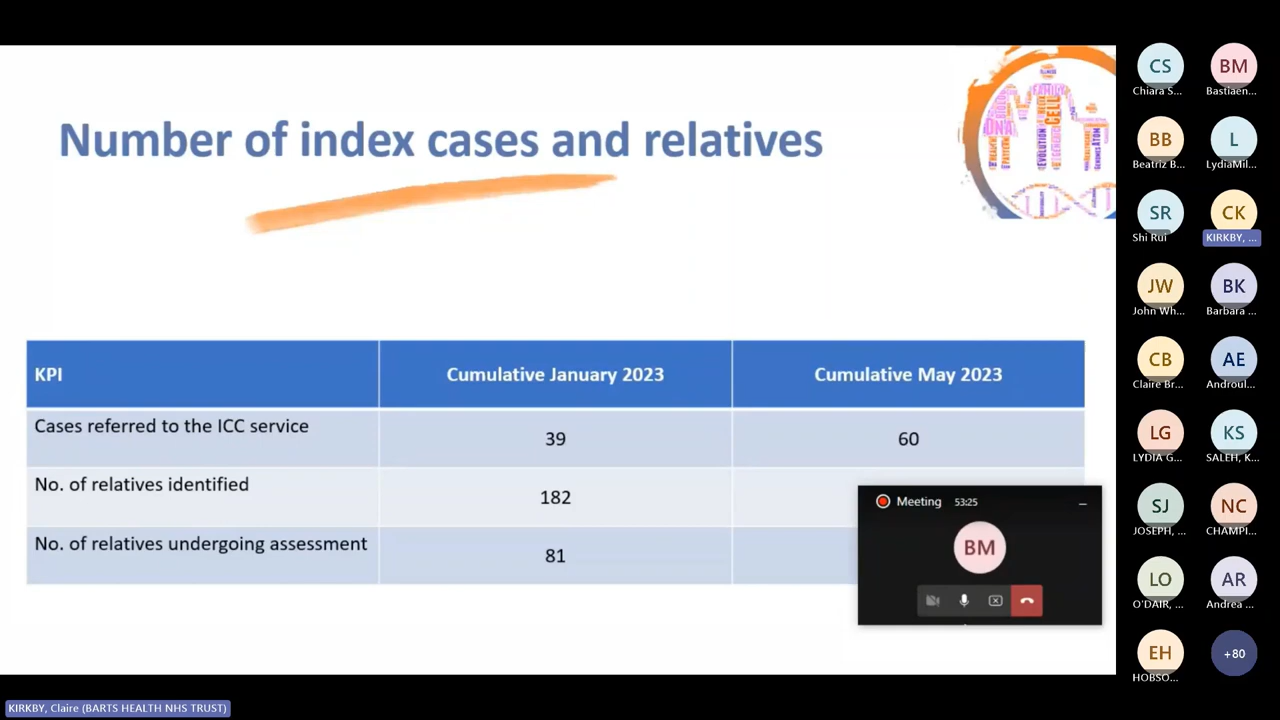 Number of index cases and relatives
KPI
Cumulative January 2023
Cumulative May 2023
Cases referred to the ICC service
39
60
No. of relatives identified
182
No. of relatives undergoing assessment
81
Meeting 53:25
BM
CS
Chiara S...
BM
Bastiaen...
BB
Beatriz B...
L
LydiaMil...
SR
Shi Rui
CK
KIRKBY, ...
JW
John Wh...
BK
Barbara ...
CB
Claire Br...
AE
Androul...
LG
LYDIA G...
KS
SALEH, K...
SJ
JOSEPH, ...
NC
CHAMPI...
LO
O'DAIR, ...
AR
Andrea ...
EH
HOBSO...
+80
KIRKBY, Claire (BARTS HEALTH NHS TRUST)
DNA
FAMILY
CELL
EVOLUTION